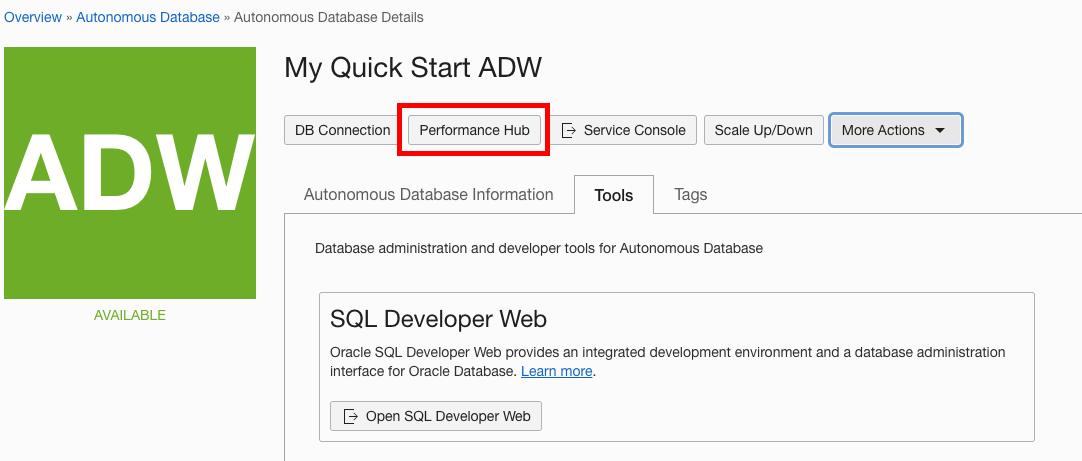 Overview » Autonomous Database » Autonomous Database Details
ADW
AVAILABLE
My Quick Start ADW
DB Connection Performance Hub Service Console Scale Up/Down More Actions
Autonomous Database Information Tools Tags
Database administration and developer tools for Autonomous Database
SQL Developer Web
Oracle SQL Developer Web provides an integrated development environment and a database administration
interface for Oracle Database. Learn more.
Open SQL Developer Web